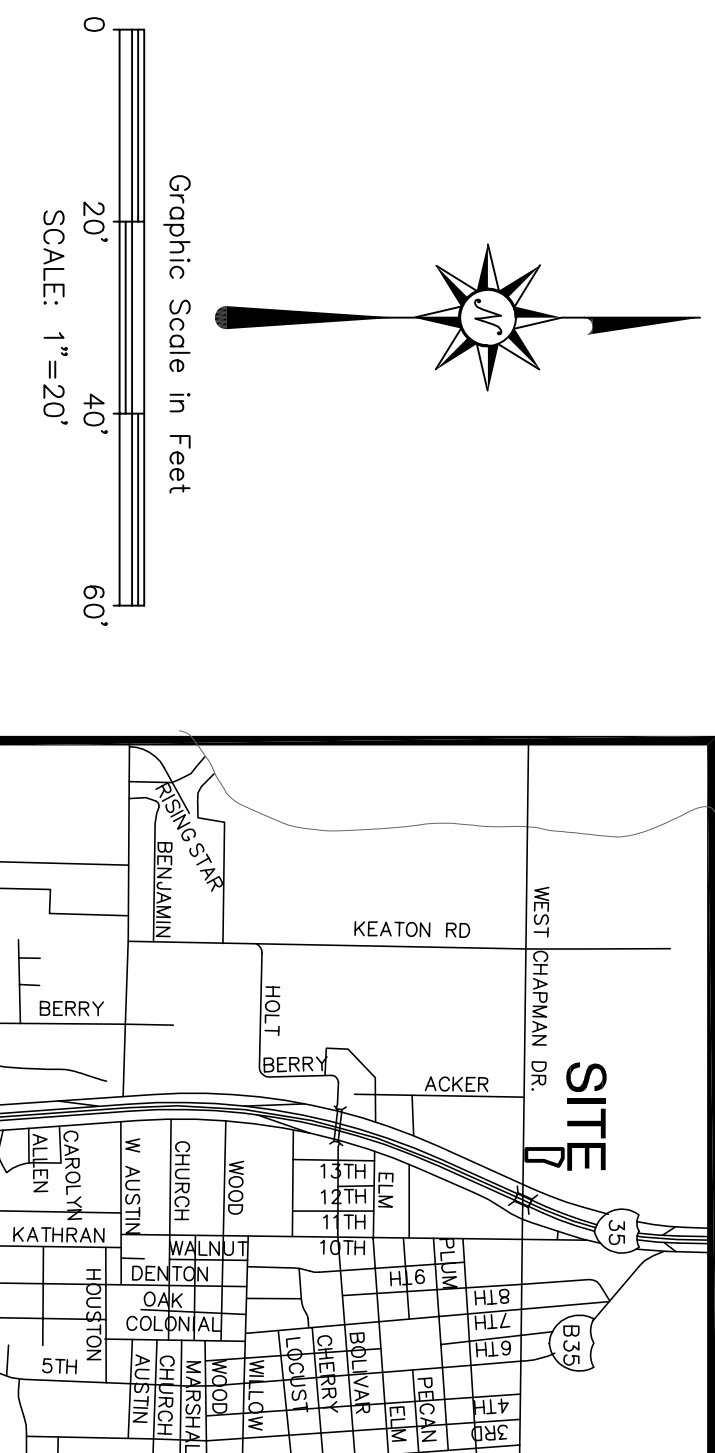 0
20'
40'
60'
Graphic Scale in Feet
SCALE: 1"=20'
N
RISING STAR
BENJAMIN
KEATON RD
WEST CHAPMAN DR.
HOLT
BERRY
BERRY
ACKER
SITE
ALLEN
CAROLYN
W AUSTIN
CHURCH
WOOD
13TH
12TH
11TH
10TH
ELM
35
KATHRAN
WALNUT
DENTON
OAK
COLONIAL
HOUSTON
5TH
PLUM
9TH
8TH
7TH
6TH
B35
AUSTIN
CHURCH
MARSHAL
WOOD
WILLOW
LOCUST
CHERRY
BOLIVAR
ELM
PECAN
4TH
3RD